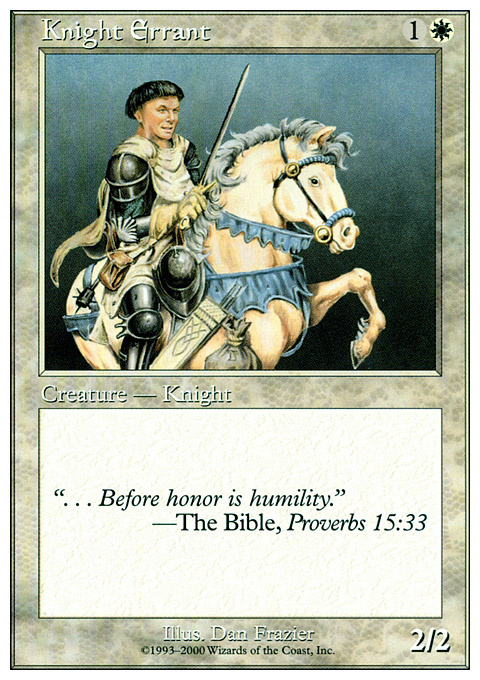 Knight Errant 1
Creature — Knight
“. . . Before honor is humility.”
—The Bible, Proverbs 15:33
Illus. Dan Frazier
©1993–2000 Wizards of the Coast, Inc.
2/2